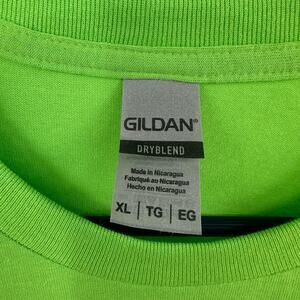 GILDAN®
DRYBLEND
Made in Nicaragua
Fabriqué au Nicaragua
Hecho en Nicaragua
XL | TG | EG